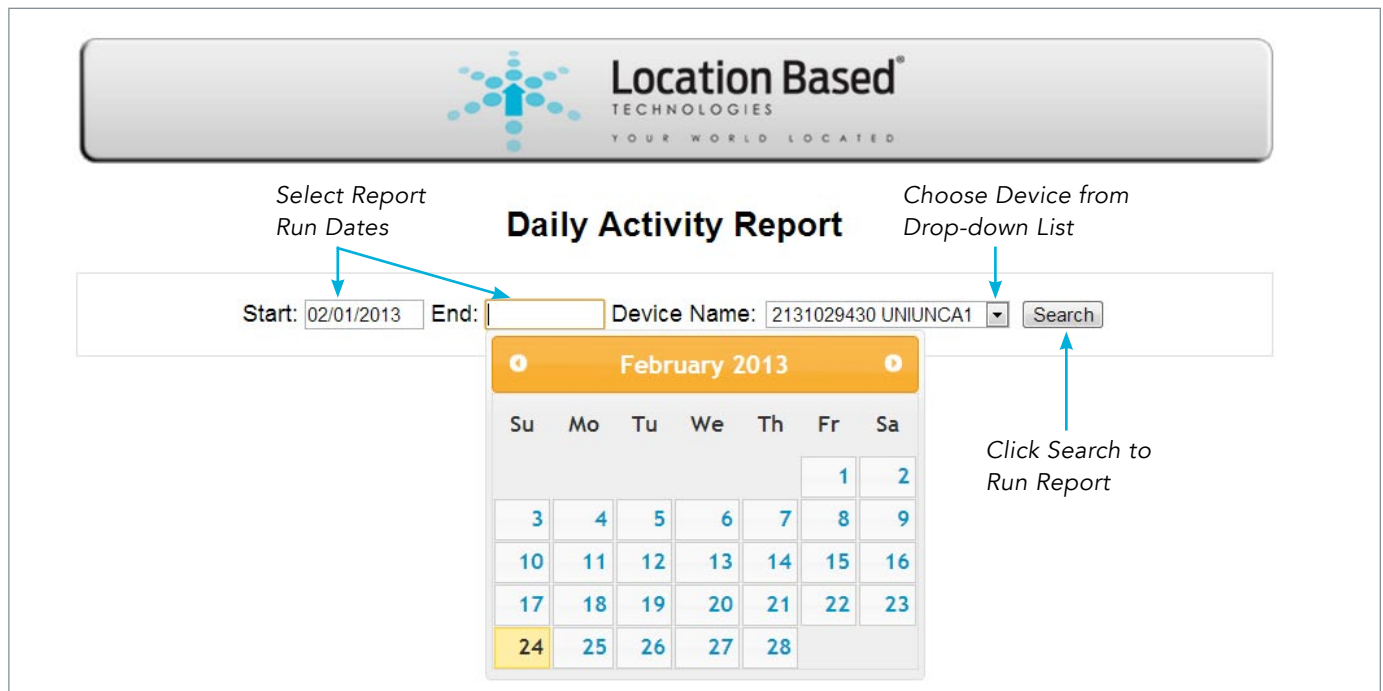 Location Based®
TECHNOLOGIES
YOUR WORLD LOCATED
Select Report
Run Dates
Daily Activity Report
Choose Device from
Drop-down List
Start: 02/01/2013 End: Device Name: 2131029430 UNIUNCA1 Search
February 2013
Su Mo Tu We Th Fr Sa
1 2
3 4 5 6 7 8 9
10 11 12 13 14 15 16
17 18 19 20 21 22 23
24 25 26 27 28
Click Search to
Run Report